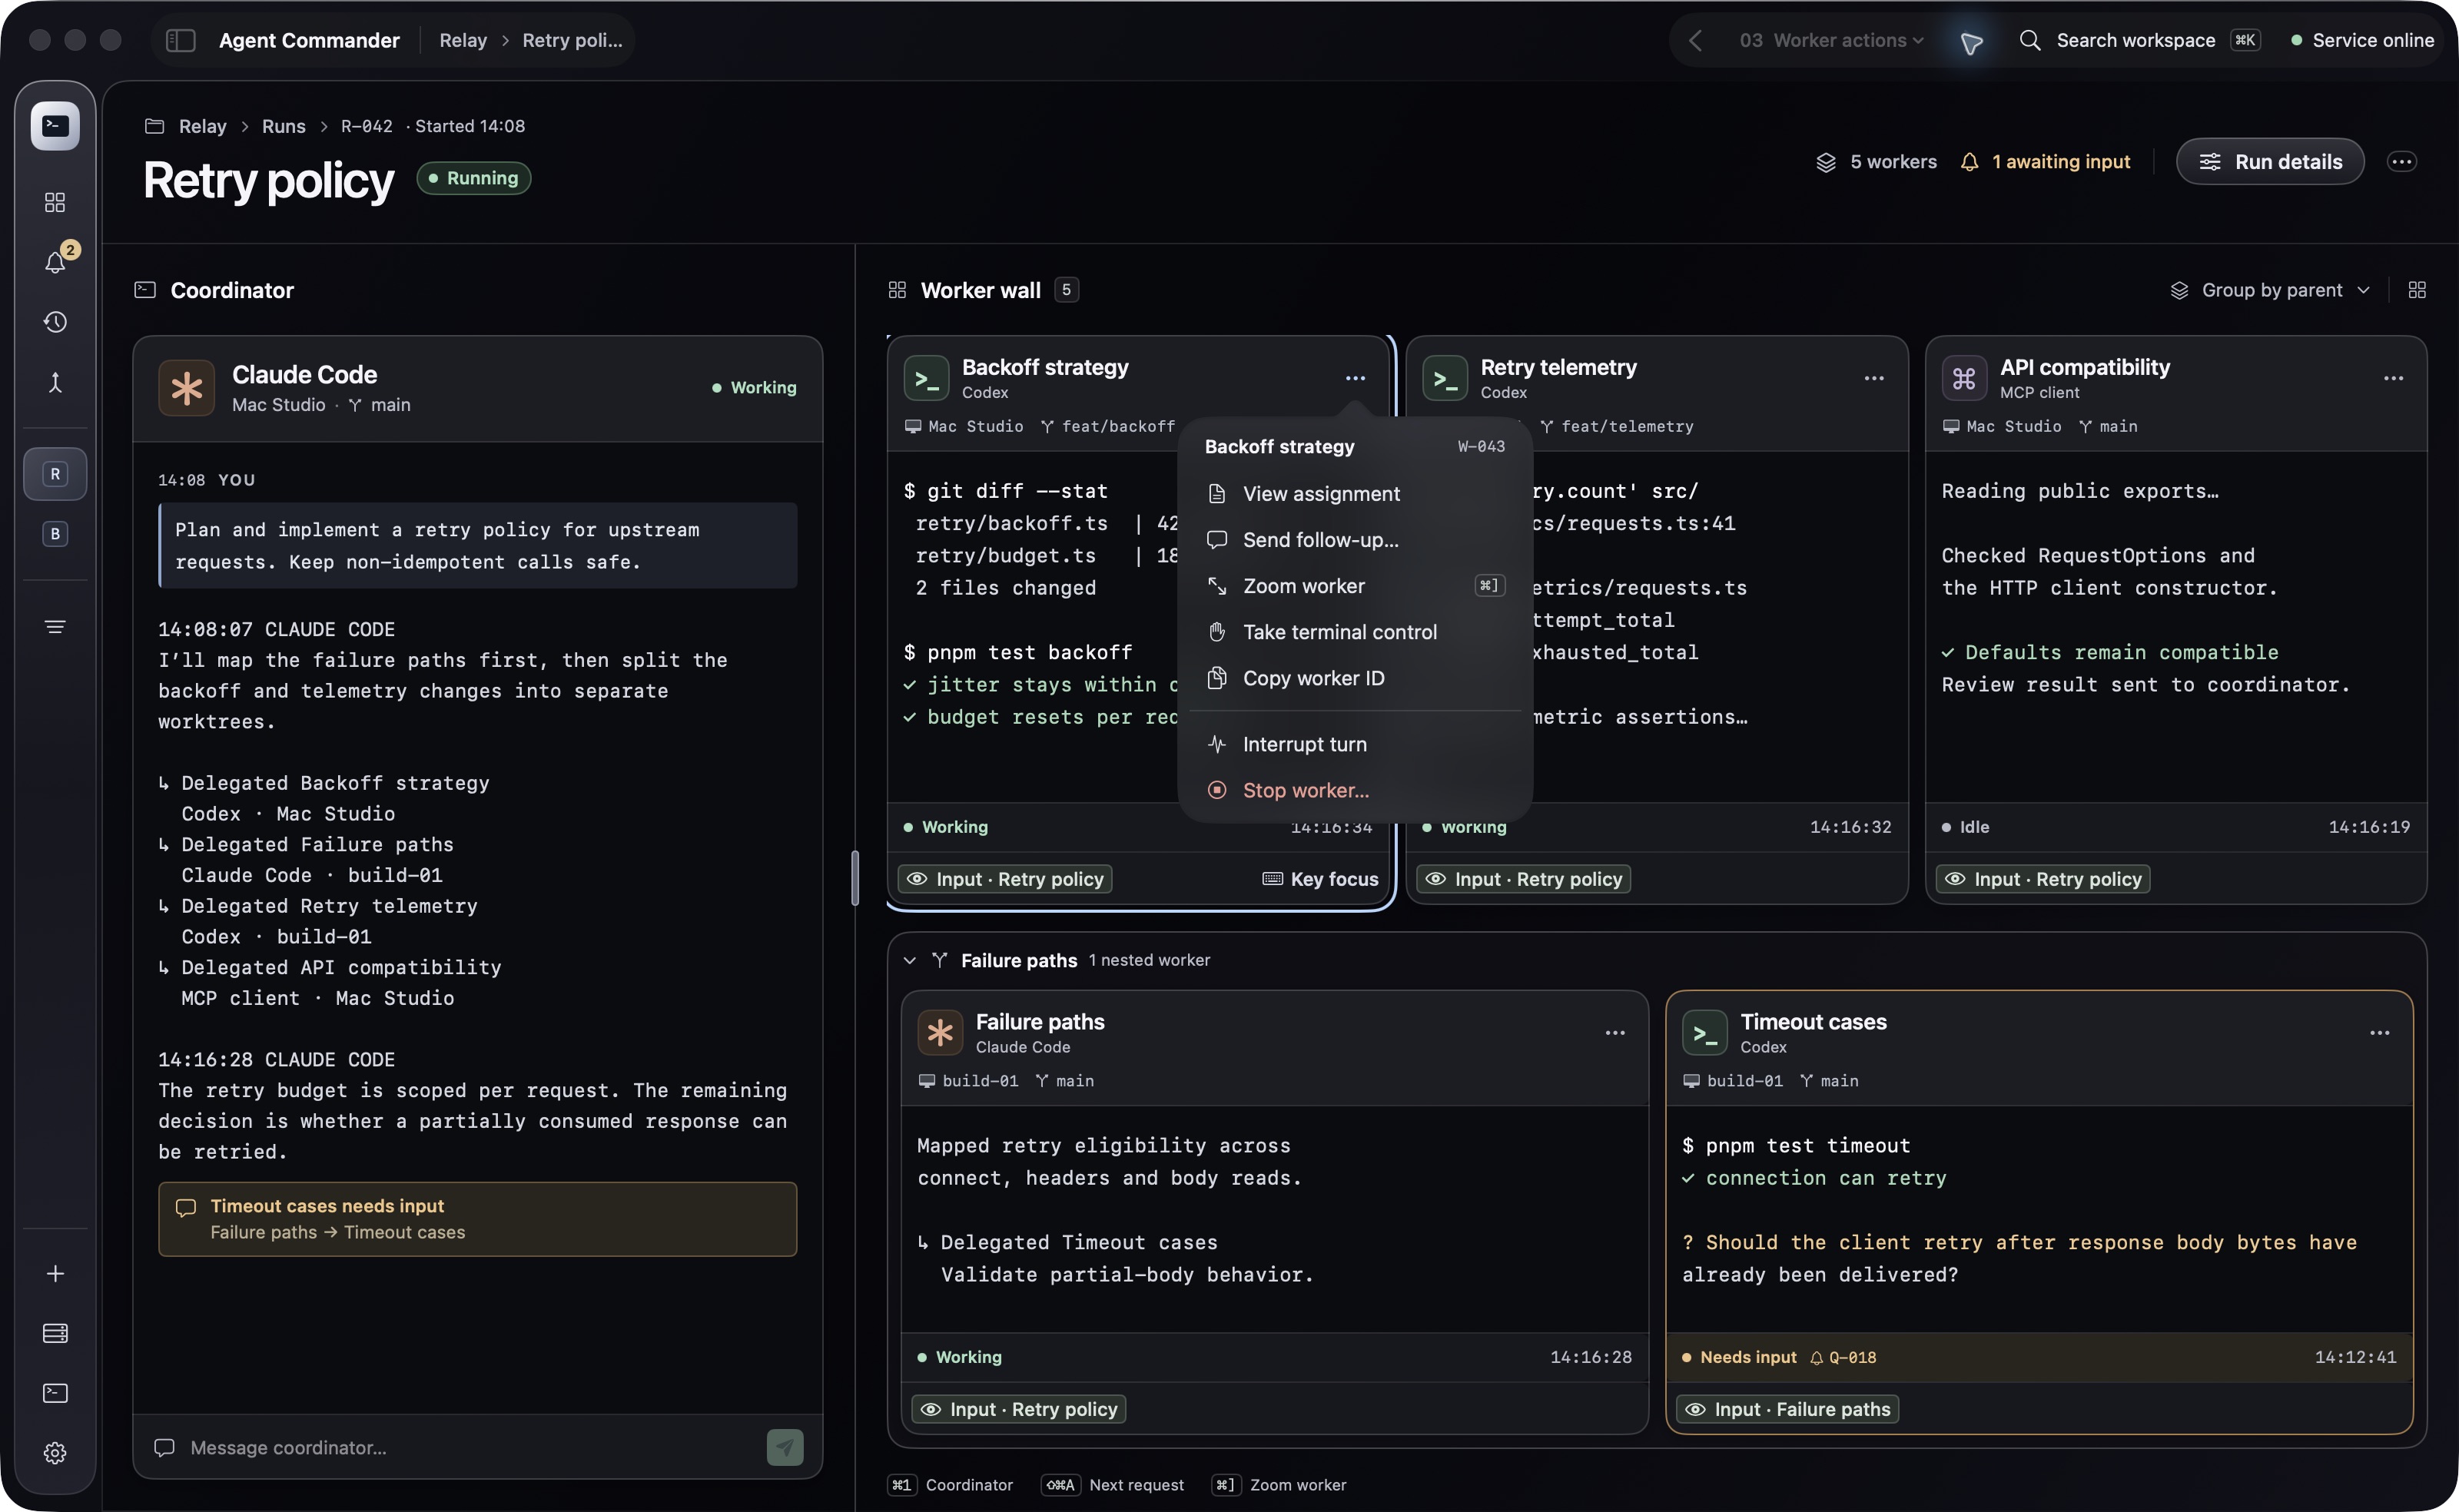 Agent Commander
Relay > Retry poli...
03 Worker actions
Search workspace ⌘K
Service online
Relay > Runs > R-042 · Started 14:08
Retry policy
Running
5 workers
1 awaiting input
Run details
2
R
B
Coordinator
Claude Code
Mac Studio · main
Working
14:08 YOU
Plan and implement a retry policy for upstream
requests. Keep non-idempotent calls safe.
14:08:07 CLAUDE CODE
I’ll map the failure paths first, then split the
backoff and telemetry changes into separate
worktrees.
↳ Delegated Backoff strategy
Codex · Mac Studio
↳ Delegated Failure paths
Claude Code · build-01
↳ Delegated Retry telemetry
Codex · build-01
↳ Delegated API compatibility
MCP client · Mac Studio
14:16:28 CLAUDE CODE
The retry budget is scoped per request. The remaining
decision is whether a partially consumed response can
be retried.
Timeout cases needs input
Failure paths → Timeout cases
Message coordinator...
Worker wall 5
Group by parent
Backoff strategy
Codex
Mac Studio feat/backoff
$ git diff --stat
retry/backoff.ts | 42
retry/budget.ts | 18
2 files changed
$ pnpm test backoff
✓ jitter stays within
✓ budget resets per
Working 14:16:34
Input · Retry policy
Key focus
Backoff strategy W-043
View assignment
Send follow-up...
Zoom worker ⌘]
Take terminal control
Copy worker ID
Interrupt turn
Stop worker...
Retry telemetry
Codex
feat/telemetry
ry.count' src/
cs/requests.ts:41
etrics/requests.ts
ttempt_total
xhausted_total
metric assertions…
Working 14:16:32
Input · Retry policy
API compatibility
MCP client
Mac Studio main
Reading public exports…
Checked RequestOptions and
the HTTP client constructor.
✓ Defaults remain compatible
Review result sent to coordinator.
Idle 14:16:19
Input · Retry policy
Failure paths 1 nested worker
Failure paths
Claude Code
build-01 main
Mapped retry eligibility across
connect, headers and body reads.
↳ Delegated Timeout cases
Validate partial-body behavior.
Working 14:16:28
Input · Retry policy
Timeout cases
Codex
build-01 main
$ pnpm test timeout
✓ connection can retry
? Should the client retry after response body bytes have
already been delivered?
Needs input Q-018 14:12:41
Input · Failure paths
⌘1 Coordinator ⇧⌘A Next request ⌘] Zoom worker